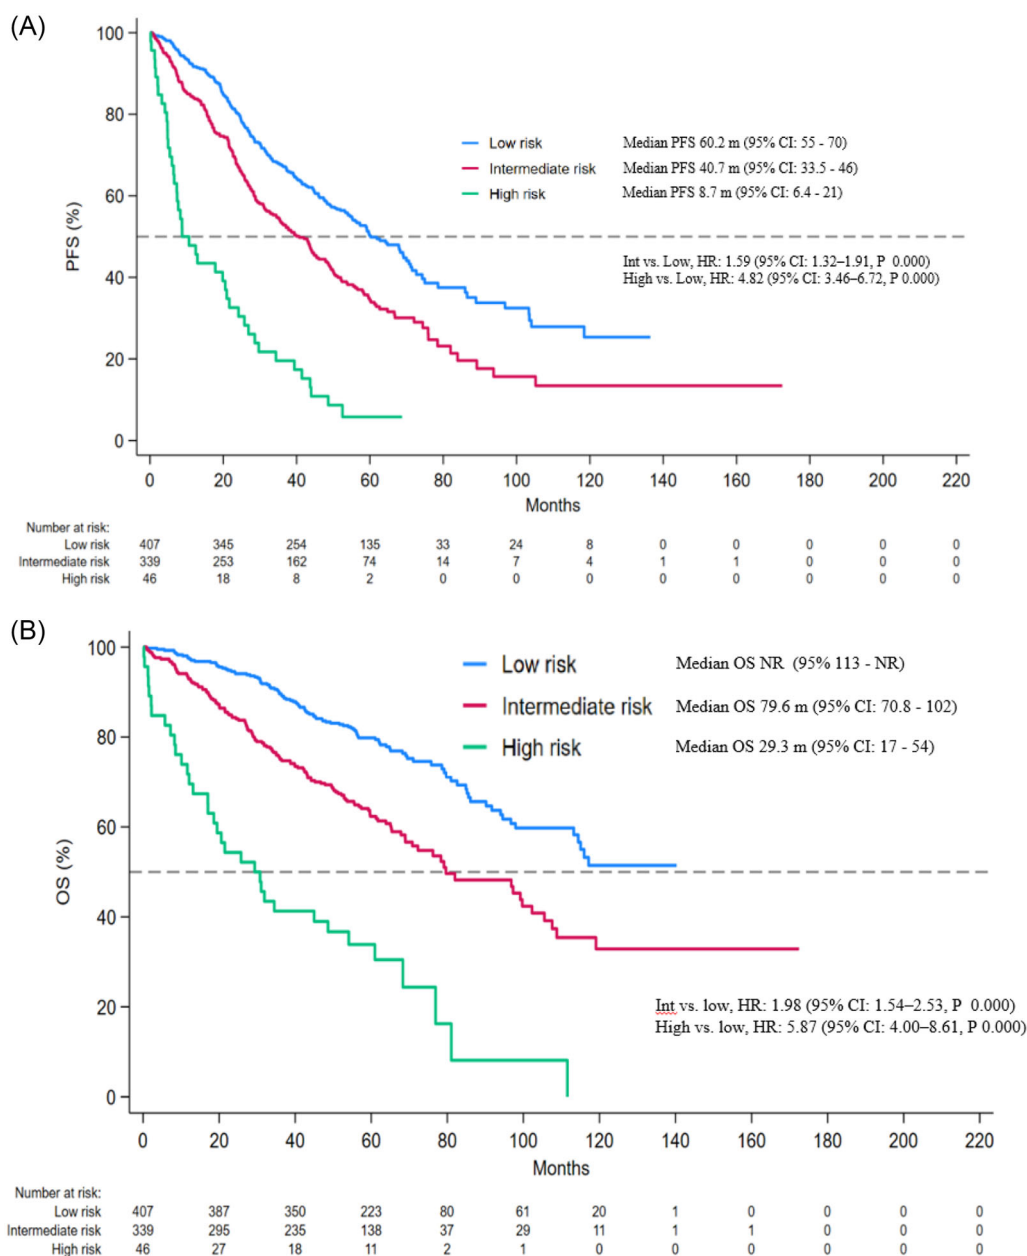 (A)
100
80
60
40
20
0
PFS (%)
Low risk Median PFS 60.2 m (95% CI: 55 - 70)
Intermediate risk Median PFS 40.7 m (95% CI: 33.5 - 46)
High risk Median PFS 8.7 m (95% CI: 6.4 - 21)
Int vs. Low, HR: 1.59 (95% CI: 1.32–1.91, P 0.000)
High vs. Low, HR: 4.82 (95% CI: 3.46–6.72, P 0.000)
0 20 40 60 80 100 120 140 160 180 200 220
Months
Number at risk:
Low risk 407 345 254 135 33 24 8 0 0 0 0 0
Intermediate risk 339 253 162 74 14 7 4 1 1 0 0 0
High risk 46 18 8 2 0 0 0 0 0 0 0 0
(B)
100
80
60
40
20
0
OS (%)
Low risk Median OS NR (95% 113 - NR)
Intermediate risk Median OS 79.6 m (95% CI: 70.8 - 102)
High risk Median OS 29.3 m (95% CI: 17 - 54)
Int vs. low, HR: 1.98 (95% CI: 1.54–2.53, P 0.000)
High vs. low, HR: 5.87 (95% CI: 4.00–8.61, P 0.000)
0 20 40 60 80 100 120 140 160 180 200 220
Months
Number at risk:
Low risk 407 387 350 223 80 61 20 1 0 0 0 0
Intermediate risk 339 295 235 138 37 29 11 1 1 0 0 0
High risk 46 27 18 11 2 1 0 0 0 0 0 0